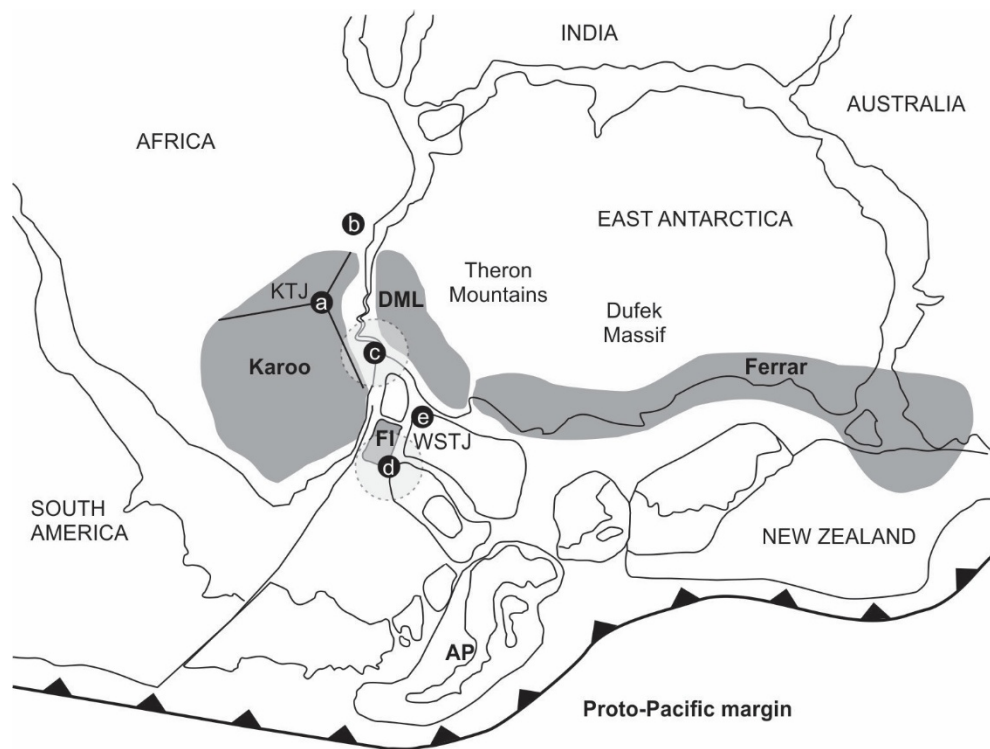 INDIA
AUSTRALIA
AFRICA
b
EAST ANTARCTICA
Theron
Mountains
KTJ
a
DML
Dufek
Massif
c
Karoo
Ferrar
e
FI
WSTJ
d
SOUTH
AMERICA
NEW ZEALAND
AP
Proto-Pacific margin